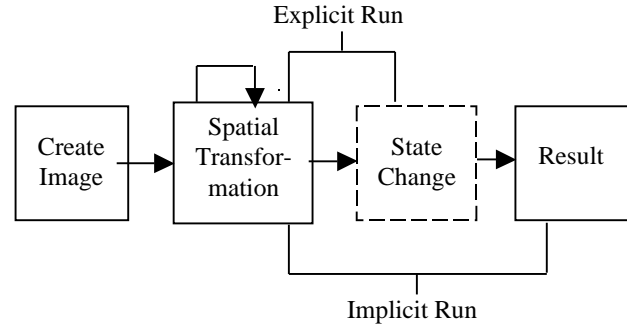 Explicit Run
Create
Image
Spatial
Transfor-
mation
State
Change
Result
Implicit Run